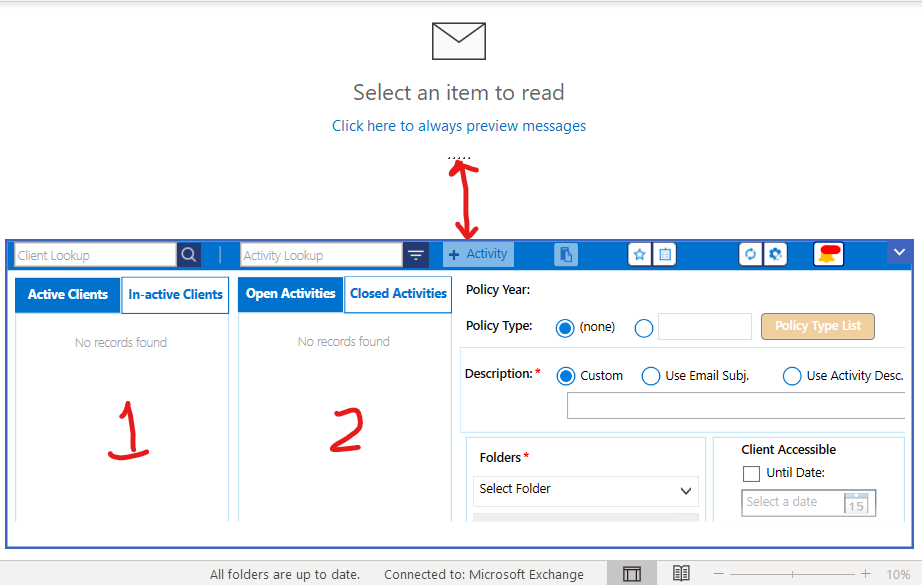 Select an item to read
Click here to always preview messages
Client Lookup Activity Lookup + Activity
Active Clients In-active Clients Open Activities Closed Activities Policy Year:
No records found No records found
Policy Type: (none) Policy Type List
Description: * Custom Use Email Subj. Use Activity Desc.
1 2
Folders * Client Accessible
Until Date:
Select Folder Select a date 15
All folders are up to date. Connected to: Microsoft Exchange 10%